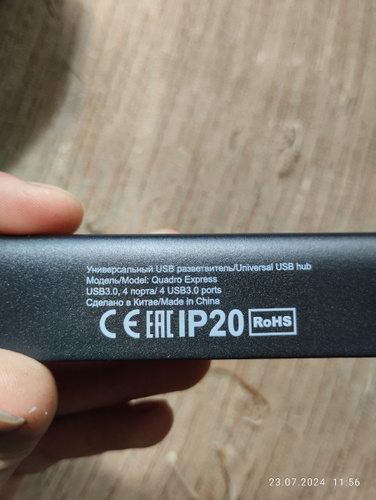 Универсальный USB разветвитель/Universal USB hub
Модель/Model: Quadro Express
USB3.0, 4 порта/ 4 USB3.0 ports
Сделано в Китае/Made in China
CE EAC IP20 RoHS
23.07.2024 11:56